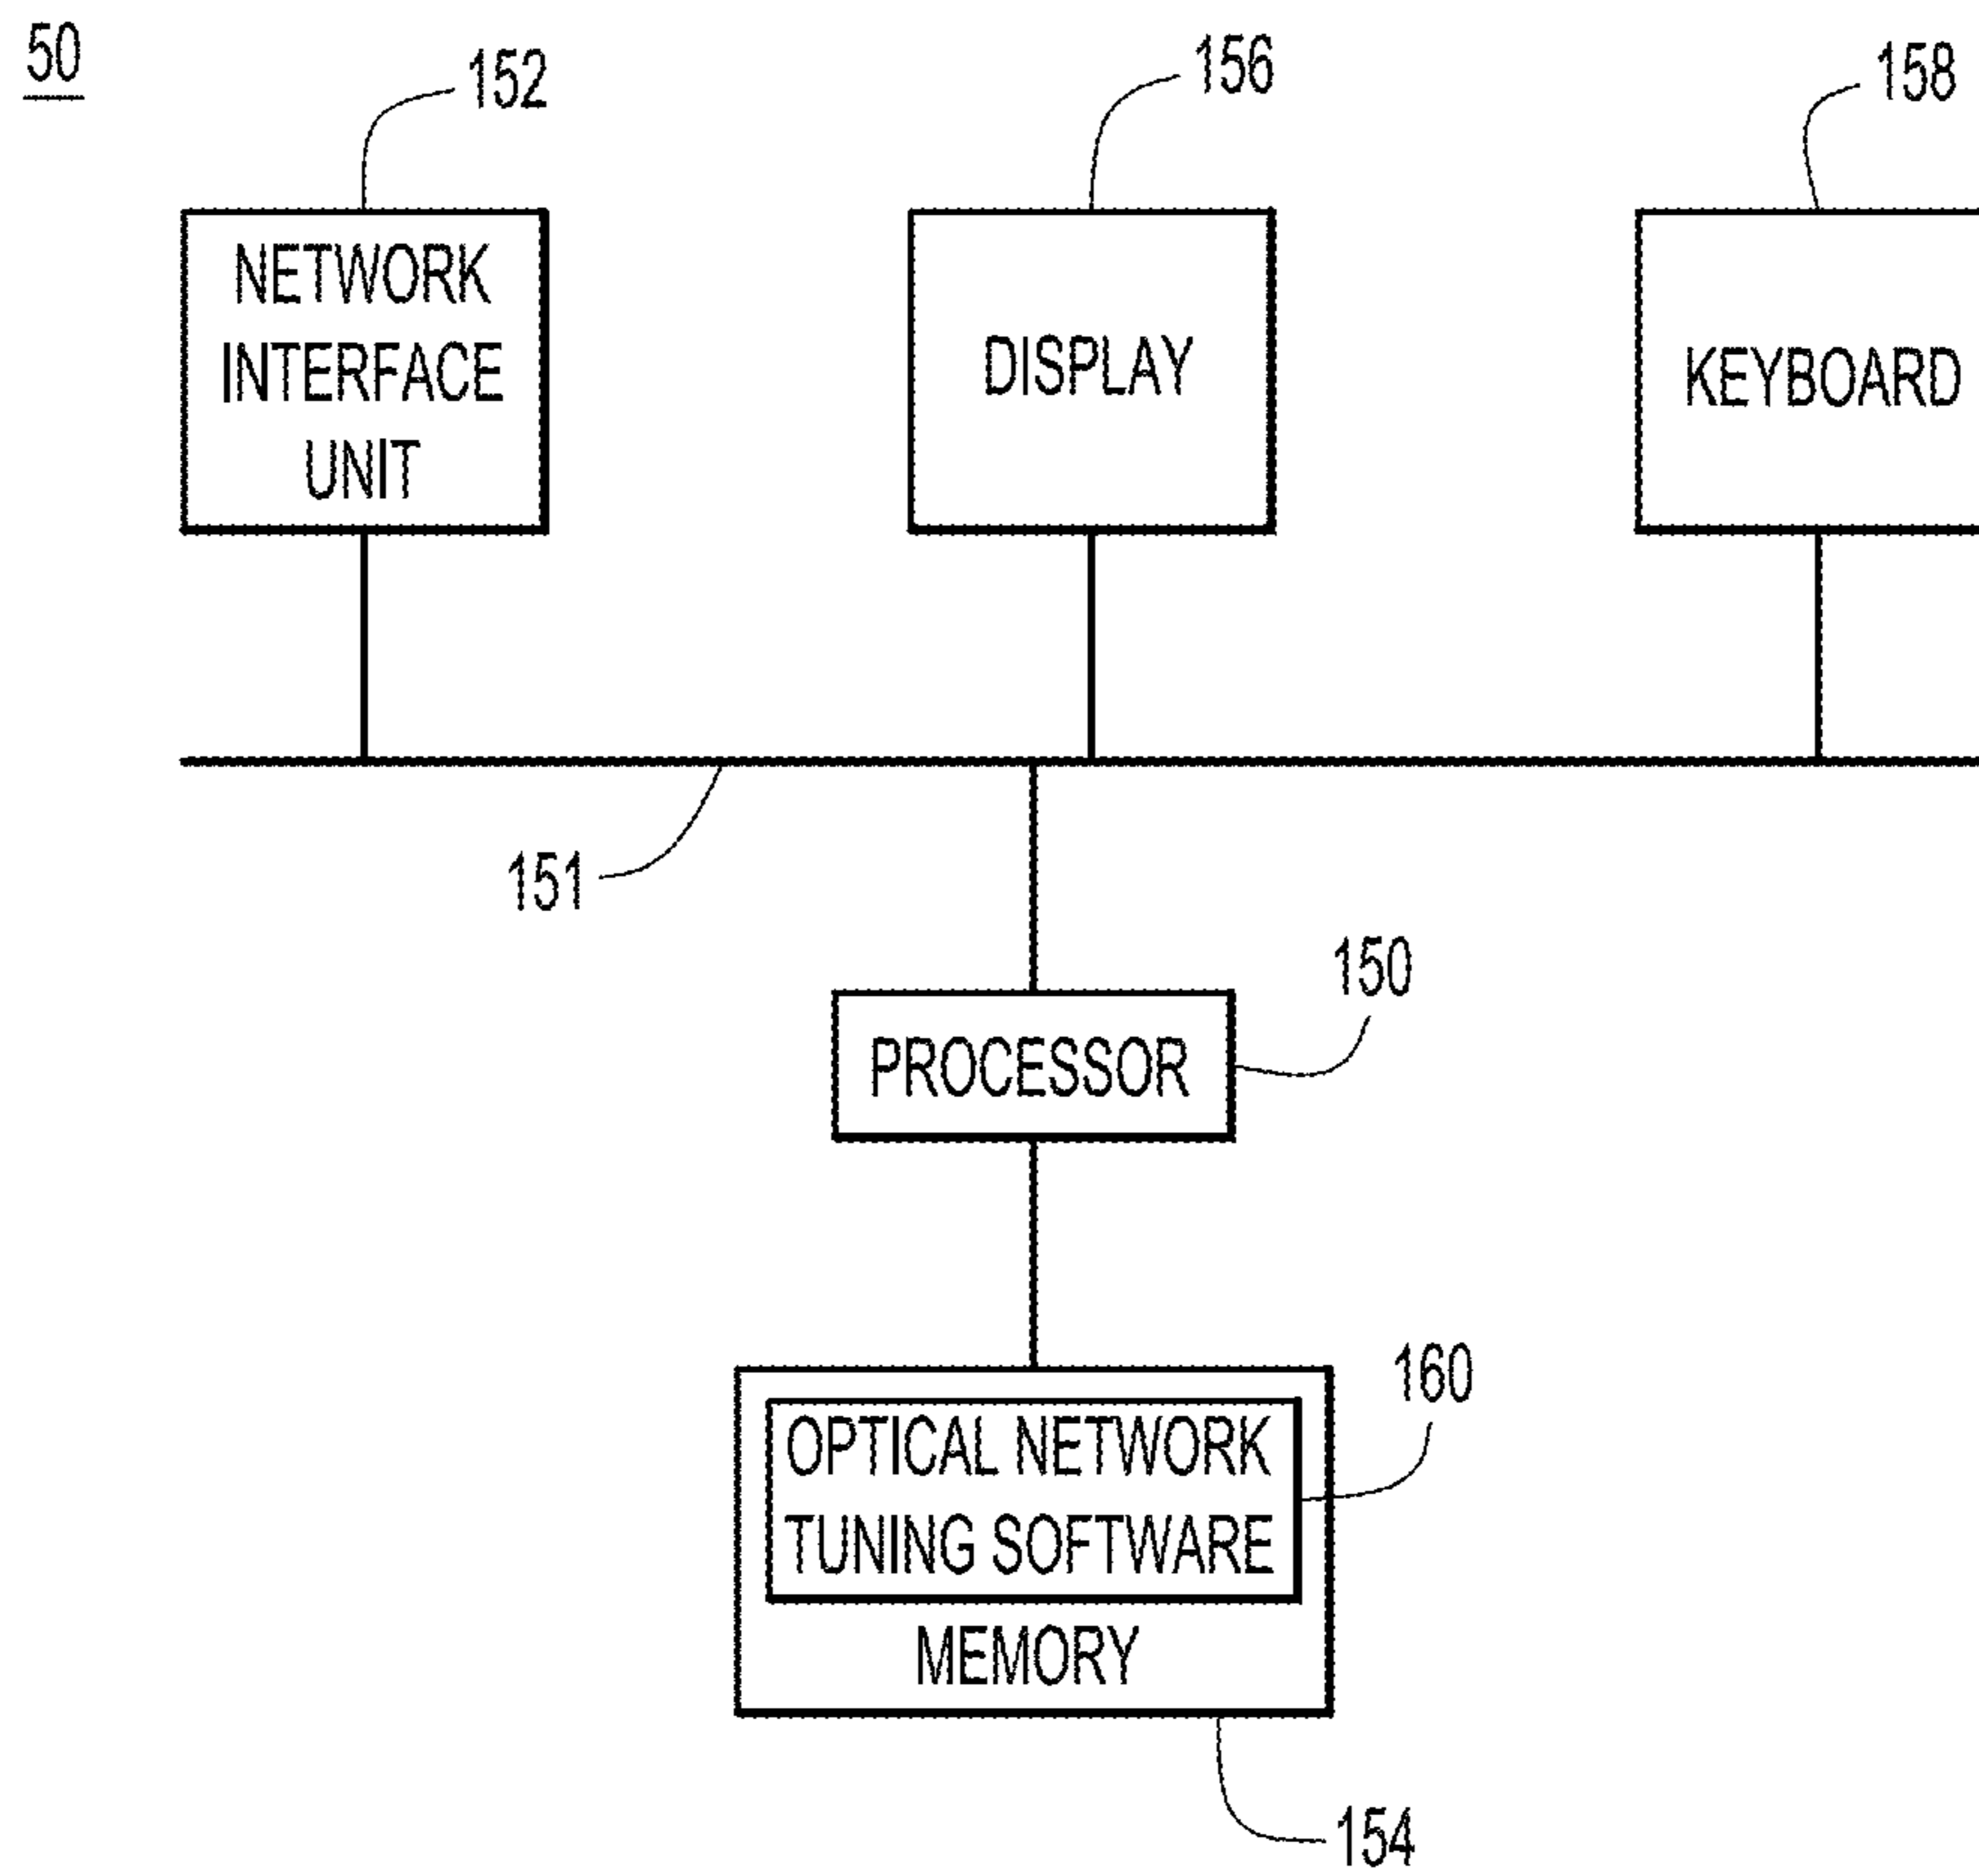 50
152
156
158
NETWORK
INTERFACE
UNIT
DISPLAY
KEYBOARD
151
150
PROCESSOR
160
OPTICAL NETWORK
TUNING SOFTWARE
MEMORY
154